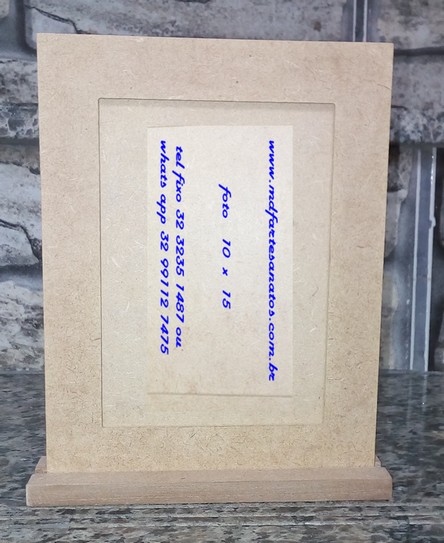 www.mdfartesanatos.com.br
foto 10 x 15
tel fixo 32 3235 1487 ou
whats app 32 99112 7475